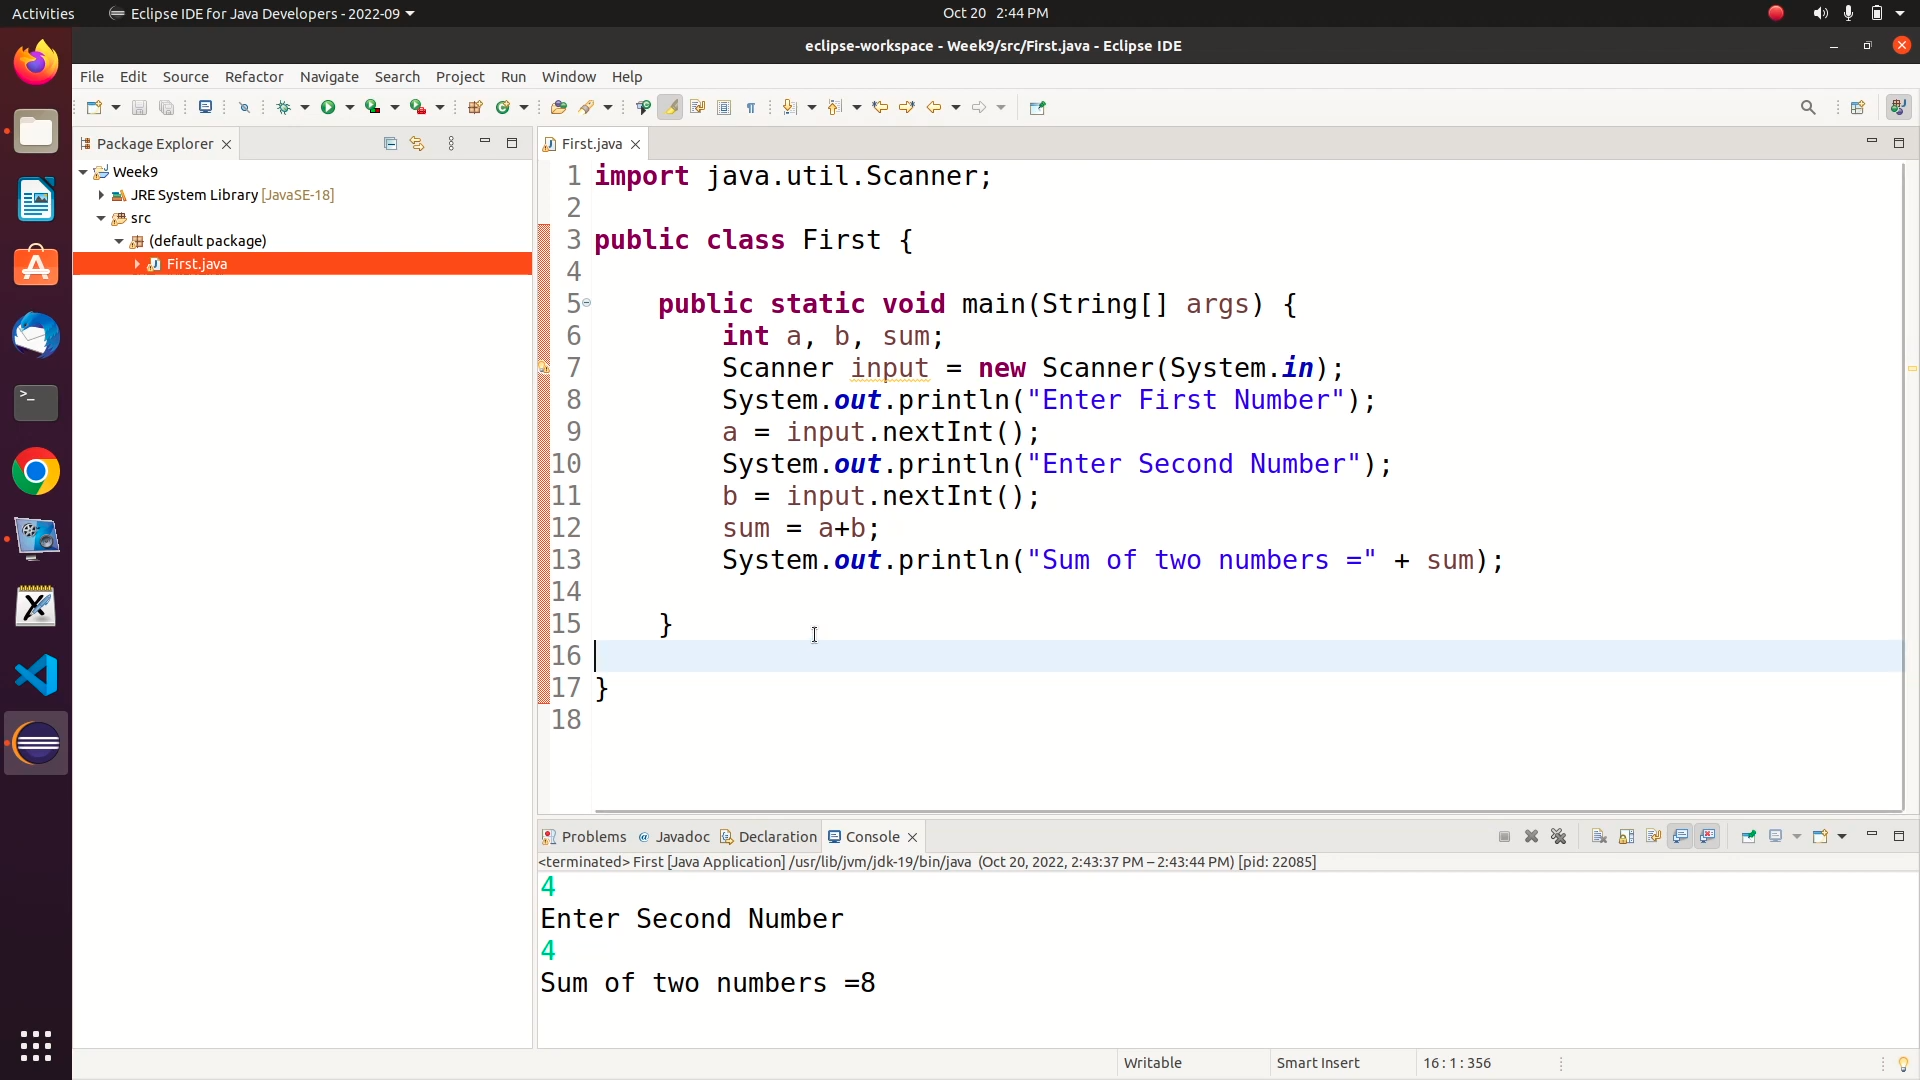 Activities Eclipse IDE for Java Developers - 2022-09 Oct 20 2:44 PM
eclipse-workspace - Week9/src/First.java - Eclipse IDE
File Edit Source Refactor Navigate Search Project Run Window Help
Package Explorer
First.java
Week9
JRE System Library [JavaSE-18]
src
(default package)
First.java
1 import java.util.Scanner;
2
3 public class First {
4
5 public static void main(String[] args) {
6 int a, b, sum;
7 Scanner input = new Scanner(System.in);
8 System.out.println("Enter First Number");
9 a = input.nextInt();
10 System.out.println("Enter Second Number");
11 b = input.nextInt();
12 sum = a+b;
13 System.out.println("Sum of two numbers =" + sum);
14
15 }
16
17 }
18
Problems Javadoc Declaration Console
<terminated> First [Java Application] /usr/lib/jvm/jdk-19/bin/java (Oct 20, 2022, 2:43:37 PM – 2:43:44 PM) [pid: 22085]
4
Enter Second Number
4
Sum of two numbers =8
Writable Smart Insert 16 : 1 : 356